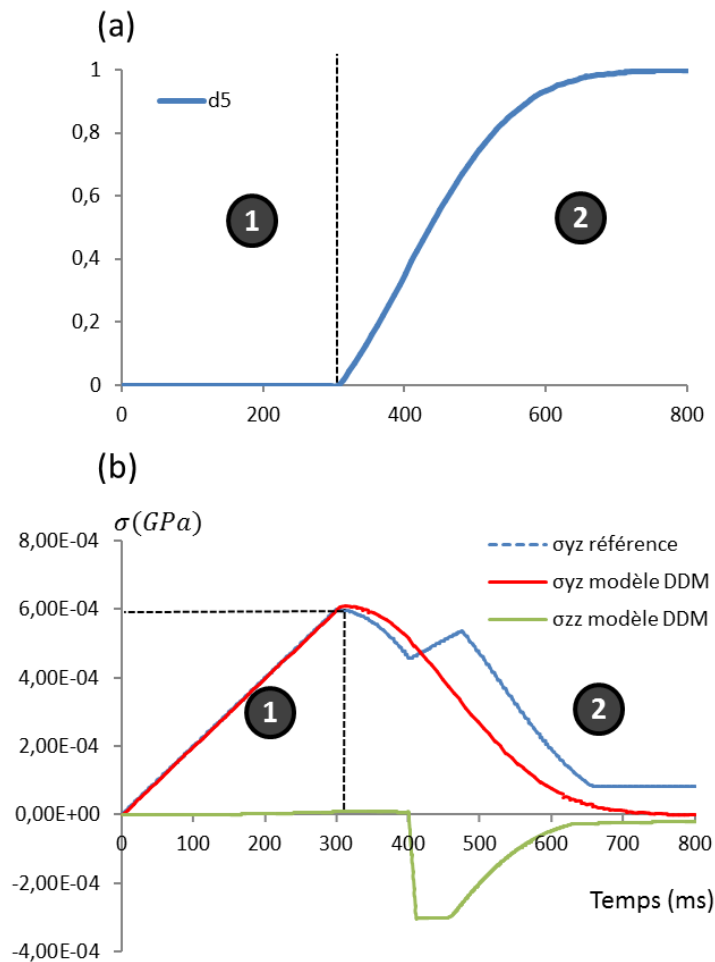 (a)
1
0,8
0,6
0,4
0,2
0
d5
1
2
0 200 400 600 800
(b)
σ(GPa)
8,00E-04
6,00E-04
4,00E-04
2,00E-04
0,00E+00
-2,00E-04
-4,00E-04
σyz référence
σyz modèle DDM
σzz modèle DDM
1
2
0 100 200 300 400 500 600 700 800
Temps (ms)